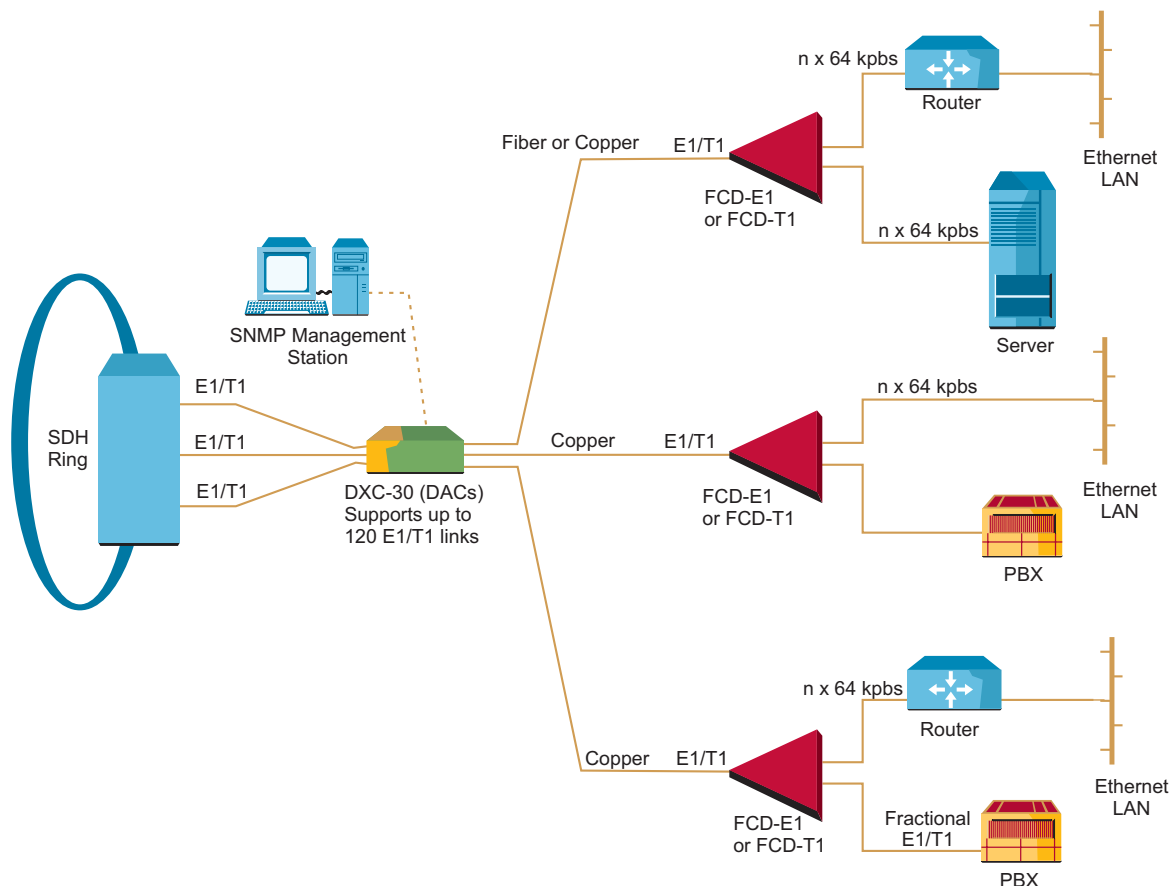 n x 64 kpbs
Router
Ethernet
LAN
Fiber or Copper
E1/T1
FCD-E1
or FCD-T1
n x 64 kpbs
Server
SNMP Management
Station
SDH
Ring
E1/T1
E1/T1
E1/T1
DXC-30 (DACs)
Supports up to
120 E1/T1 links
Copper
E1/T1
FCD-E1
or FCD-T1
n x 64 kpbs
Ethernet
LAN
PBX
Copper
E1/T1
FCD-E1
or FCD-T1
n x 64 kpbs
Router
Ethernet
LAN
Fractional
E1/T1
PBX